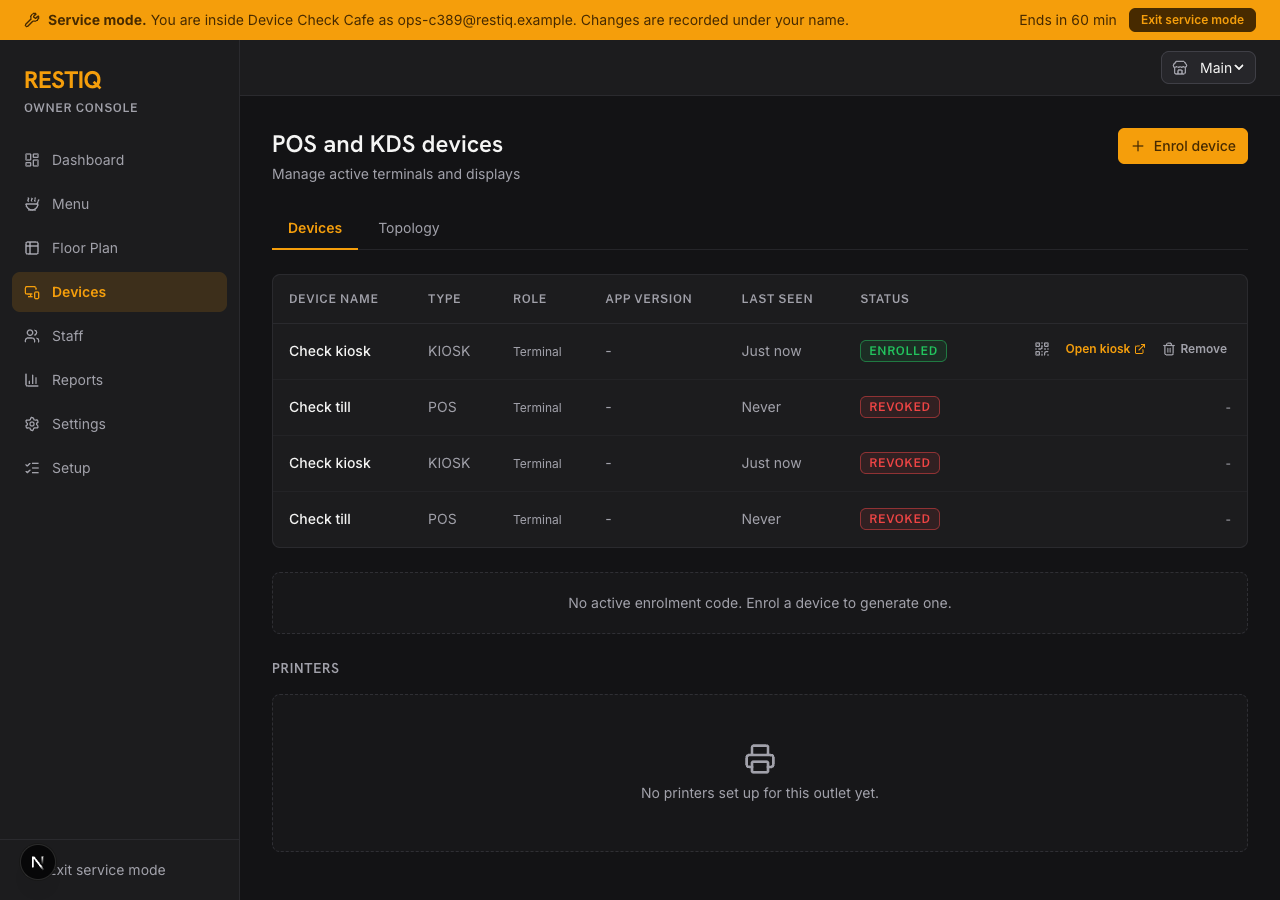 Service mode. You are inside Device Check Cafe as ops-c389@restiq.example. Changes are recorded under your name.
Ends in 60 min
Exit service mode
RESTIQ
OWNER CONSOLE
Main
Dashboard
Menu
Floor Plan
Devices
Staff
Reports
Settings
Setup
POS and KDS devices
Manage active terminals and displays
+ Enrol device
Devices Topology
DEVICE NAME TYPE ROLE APP VERSION LAST SEEN STATUS
Check kiosk KIOSK Terminal - Just now ENROLLED Open kiosk Remove
Check till POS Terminal - Never REVOKED -
Check kiosk KIOSK Terminal - Just now REVOKED -
Check till POS Terminal - Never REVOKED -
No active enrolment code. Enrol a device to generate one.
PRINTERS
No printers set up for this outlet yet.
N
service mode